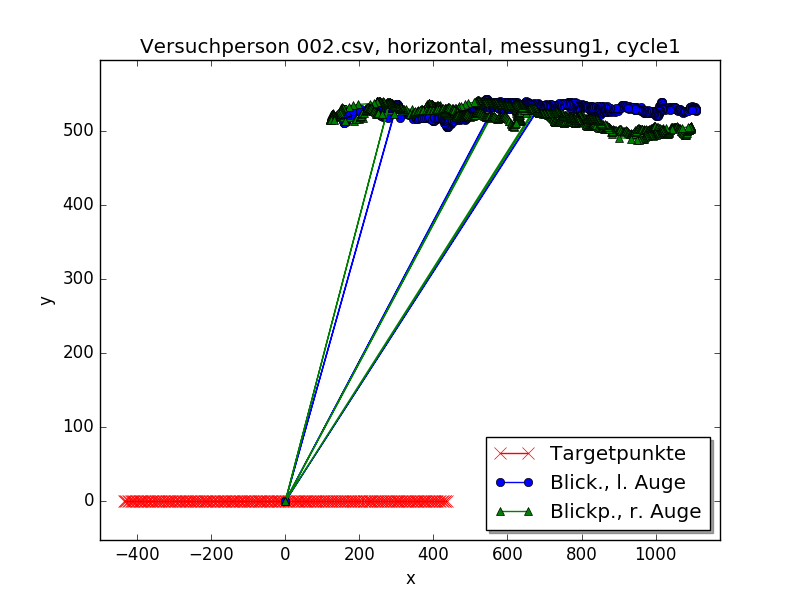 Versuchperson 002.csv, horizontal, messung1, cycle1
500
400
300
200
100
0
y
−400 −200 0 200 400 600 800 1000
x
Targetpunkte
Blick., l. Auge
Blickp., r. Auge